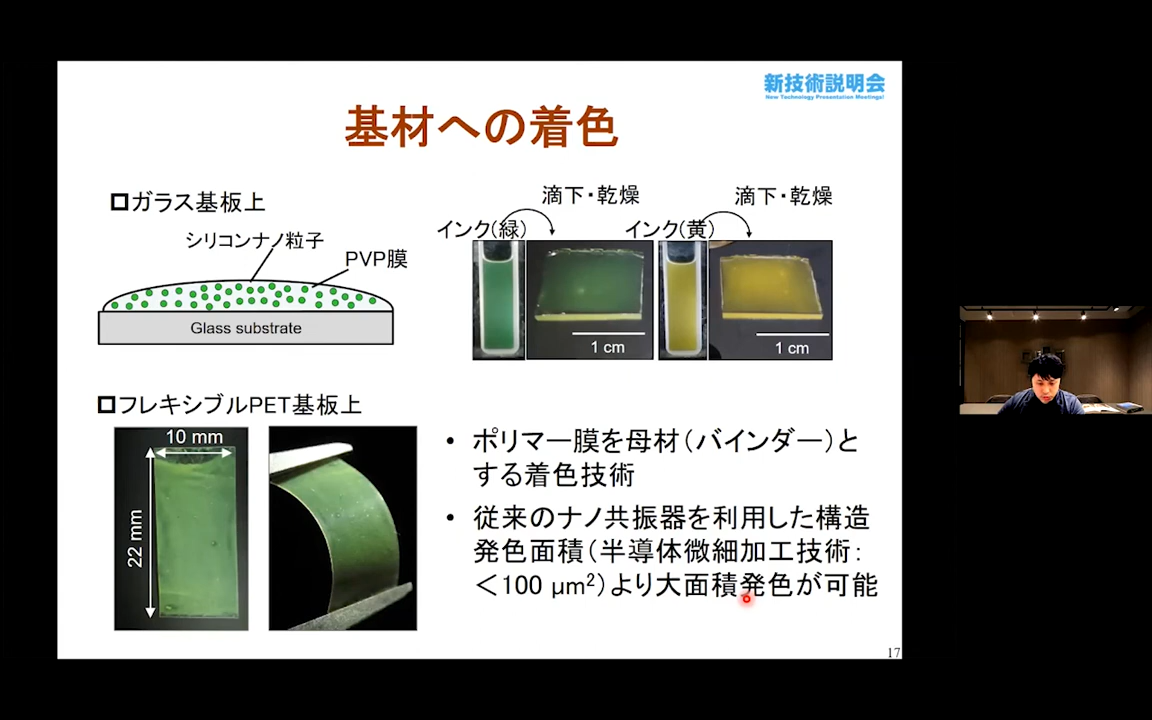 新技術説明会
New Technology Presentation Meetings!
基材への着色
ガラス基板上
シリコンナノ粒子
PVP膜
Glass substrate
滴下・乾燥
滴下・乾燥
インク(緑)
インク(黄)
1 cm
1 cm
フレキシブルPET基板上
10 mm
22 mm
• ポリマー膜を母材(バインダー)と
する着色技術
• 従来のナノ共振器を利用した構造
発色面積(半導体微細加工技術:
<100 μm²)より大面積発色が可能
17